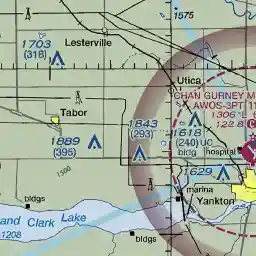 1575
1703
(318)
Lesterville
Utica
CHAN GURNEY M
AWOS-3PT 11
1306 L
122.8 C
Tabor
1843
(293)
1618
(240) UC
bldg
1889
(395)
hospital
1500
1629
bldgs
marina
Yankton
and Clark Lake
1208
bldgs